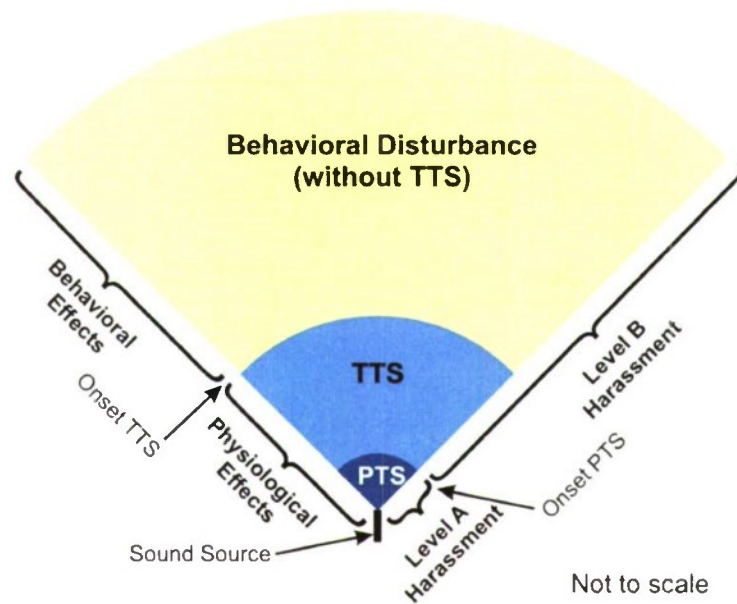 Behavioral Disturbance
(without TTS)
Behavioral
Effects
Level B
Harassment
TTS
Onset TTS
Physiological
Effects
PTS
Onset PTS
Level A
Harassment
Sound Source
Not to scale